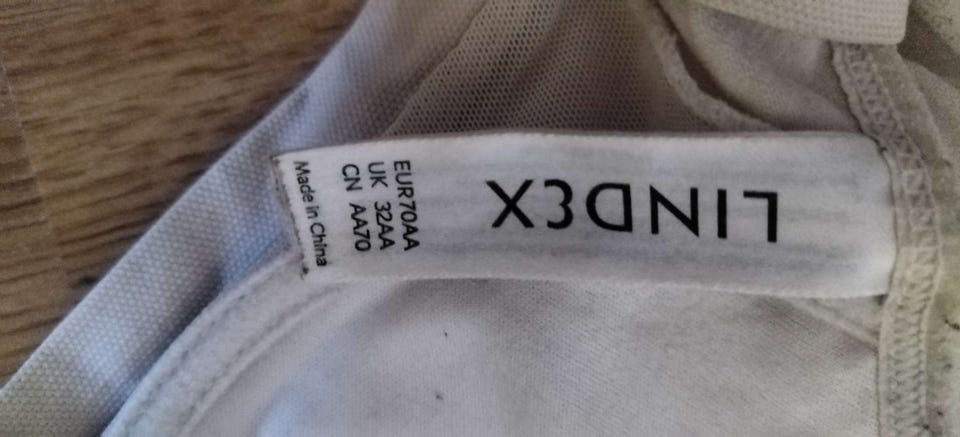 LINDEX
EUR70AA
UK 32AA
CN AA70
Made in China